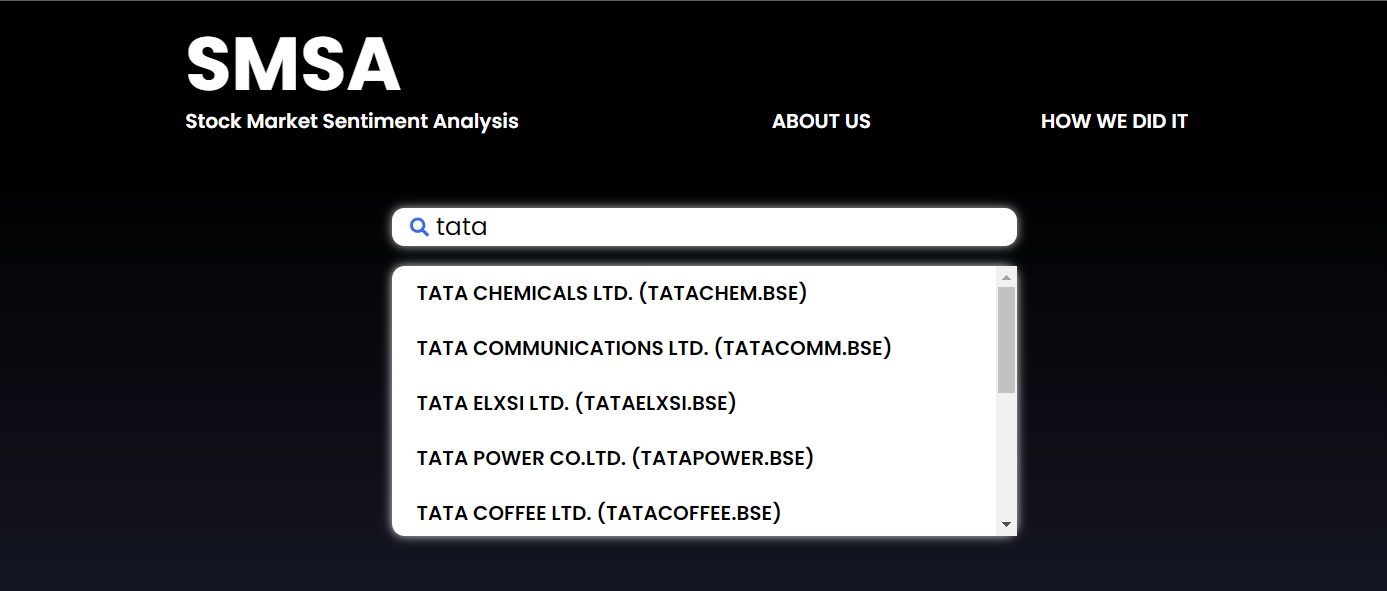 SMSA
Stock Market Sentiment Analysis
ABOUT US
HOW WE DID IT
tata
TATA CHEMICALS LTD. (TATACHEM.BSE)
TATA COMMUNICATIONS LTD. (TATACOMM.BSE)
TATA ELXSI LTD. (TATAELXSI.BSE)
TATA POWER CO.LTD. (TATAPOWER.BSE)
TATA COFFEE LTD. (TATACOFFEE.BSE)